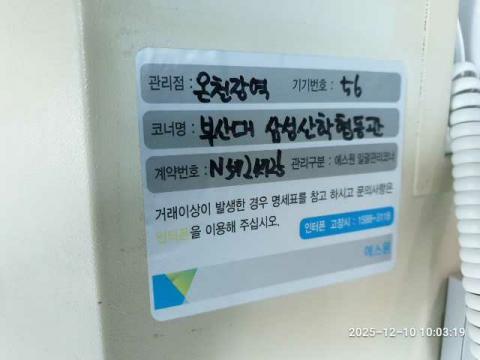 관리점 : 온천장역 기기번호 : 56
코너명 : 부산대 삼성산학협동관
계약번호 : 관리구분 : 에스원 일괄관리코너
거래이상이 발생한 경우 명세표를 참고 하시고 문의사항은
인터폰을 이용해 주십시오.
인터폰 고장시 : 1588-3118
에스원
2025-12-10 10:03:19